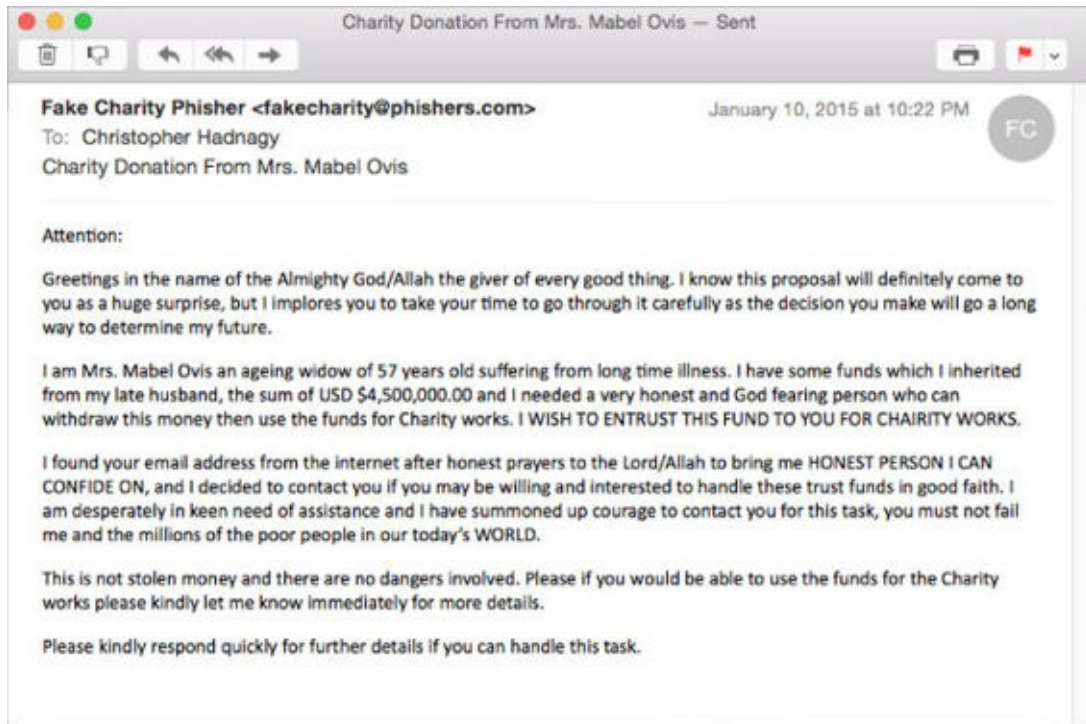 Charity Donation From Mrs. Mabel Ovis — Sent
Fake Charity Phisher <fakecharity@phishers.com>
January 10, 2015 at 10:22 PM
FC
To: Christopher Hadnagy
Charity Donation From Mrs. Mabel Ovis
Attention:
Greetings in the name of the Almighty God/Allah the giver of every good thing. I know this proposal will definitely come to
you as a huge surprise, but I implores you to take your time to go through it carefully as the decision you make will go a long
way to determine my future.
I am Mrs. Mabel Ovis an ageing widow of 57 years old suffering from long time illness. I have some funds which I inherited
from my late husband, the sum of USD $4,500,000.00 and I needed a very honest and God fearing person who can
withdraw this money then use the funds for Charity works. I WISH TO ENTRUST THIS FUND TO YOU FOR CHAIRITY WORKS.
I found your email address from the internet after honest prayers to the Lord/Allah to bring me HONEST PERSON I CAN
CONFIDE ON, and I decided to contact you if you may be willing and interested to handle these trust funds in good faith. I
am desperately in keen need of assistance and I have summoned up courage to contact you for this task, you must not fail
me and the millions of the poor people in our today's WORLD.
This is not stolen money and there are no dangers involved. Please if you would be able to use the funds for the Charity
works please kindly let me know immediately for more details.
Please kindly respond quickly for further details if you can handle this task.